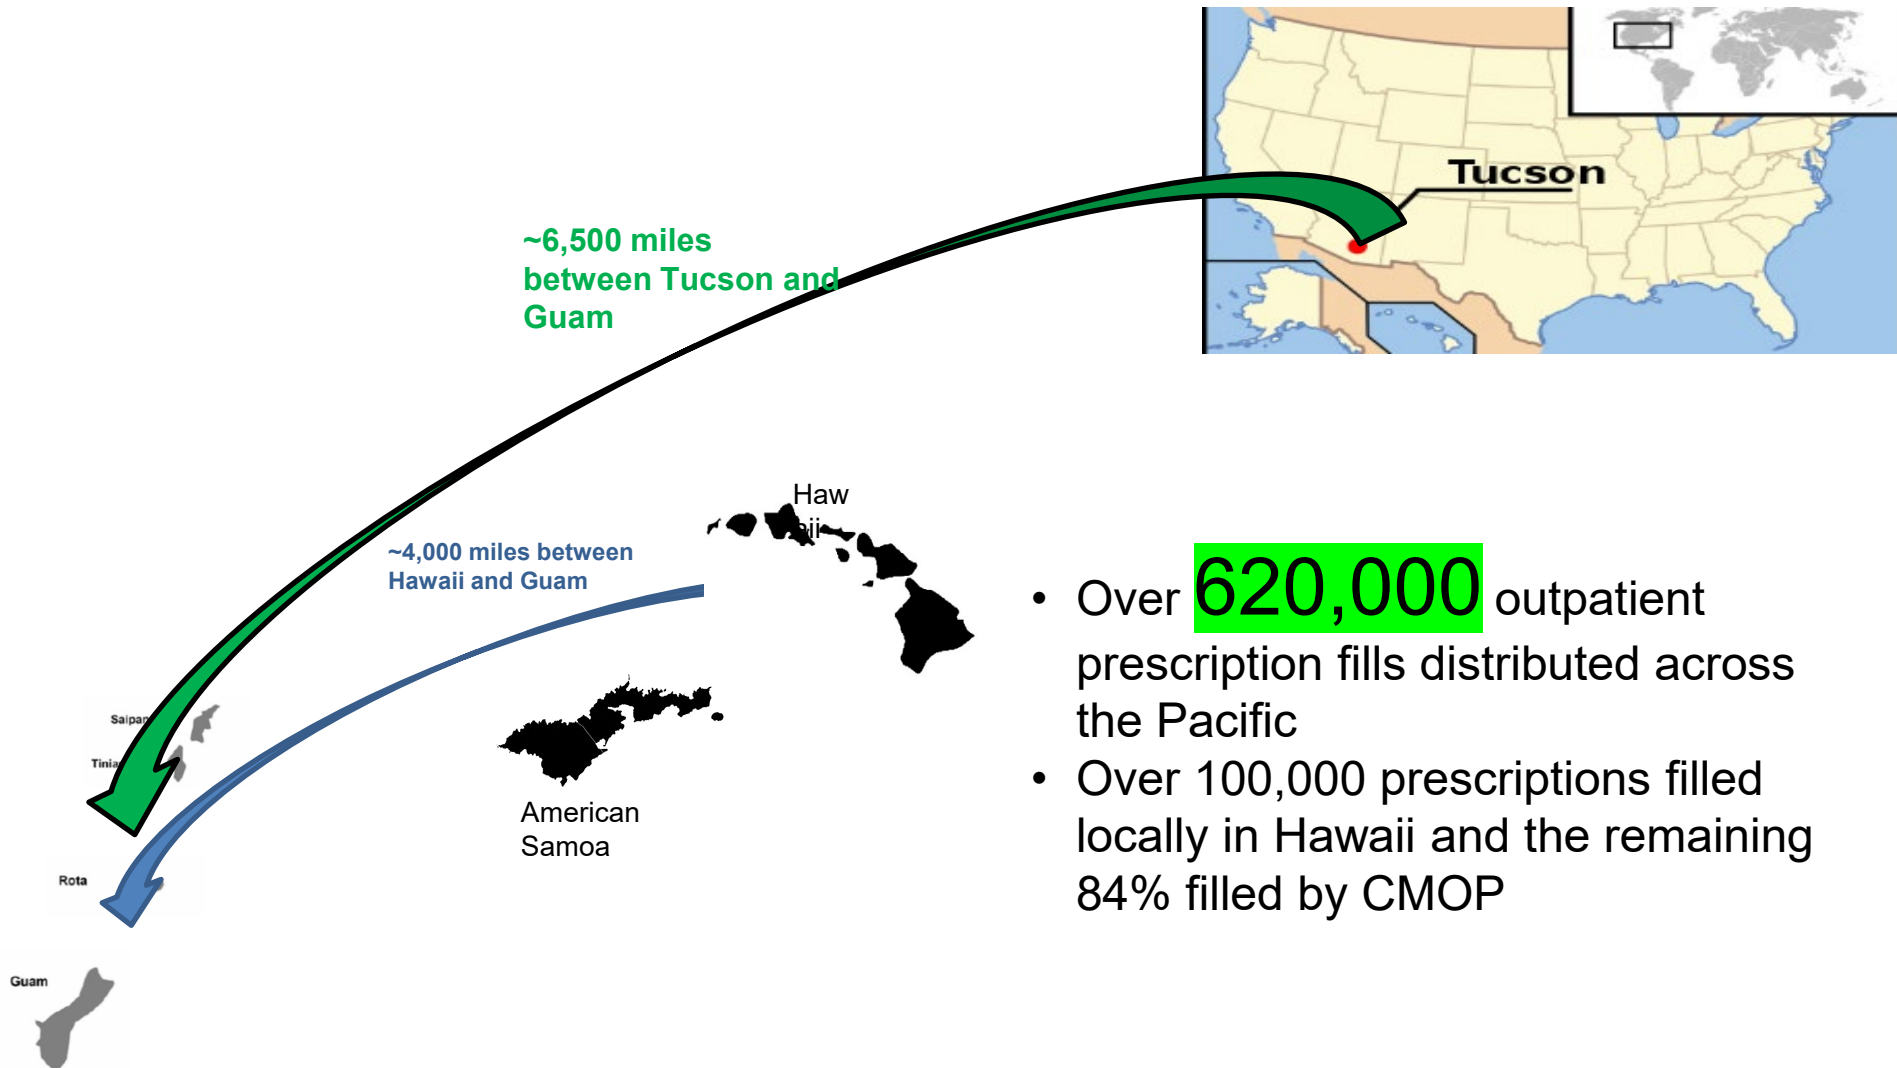 Tucson
~6,500 miles
between Tucson and
Guam
Haw
aii
~4,000 miles between
Hawaii and Guam
• Over 620,000 outpatient
prescription fills distributed across
the Pacific
• Over 100,000 prescriptions filled
locally in Hawaii and the remaining
84% filled by CMOP
American
Samoa
Saipan
Tinia
Rota
Guam